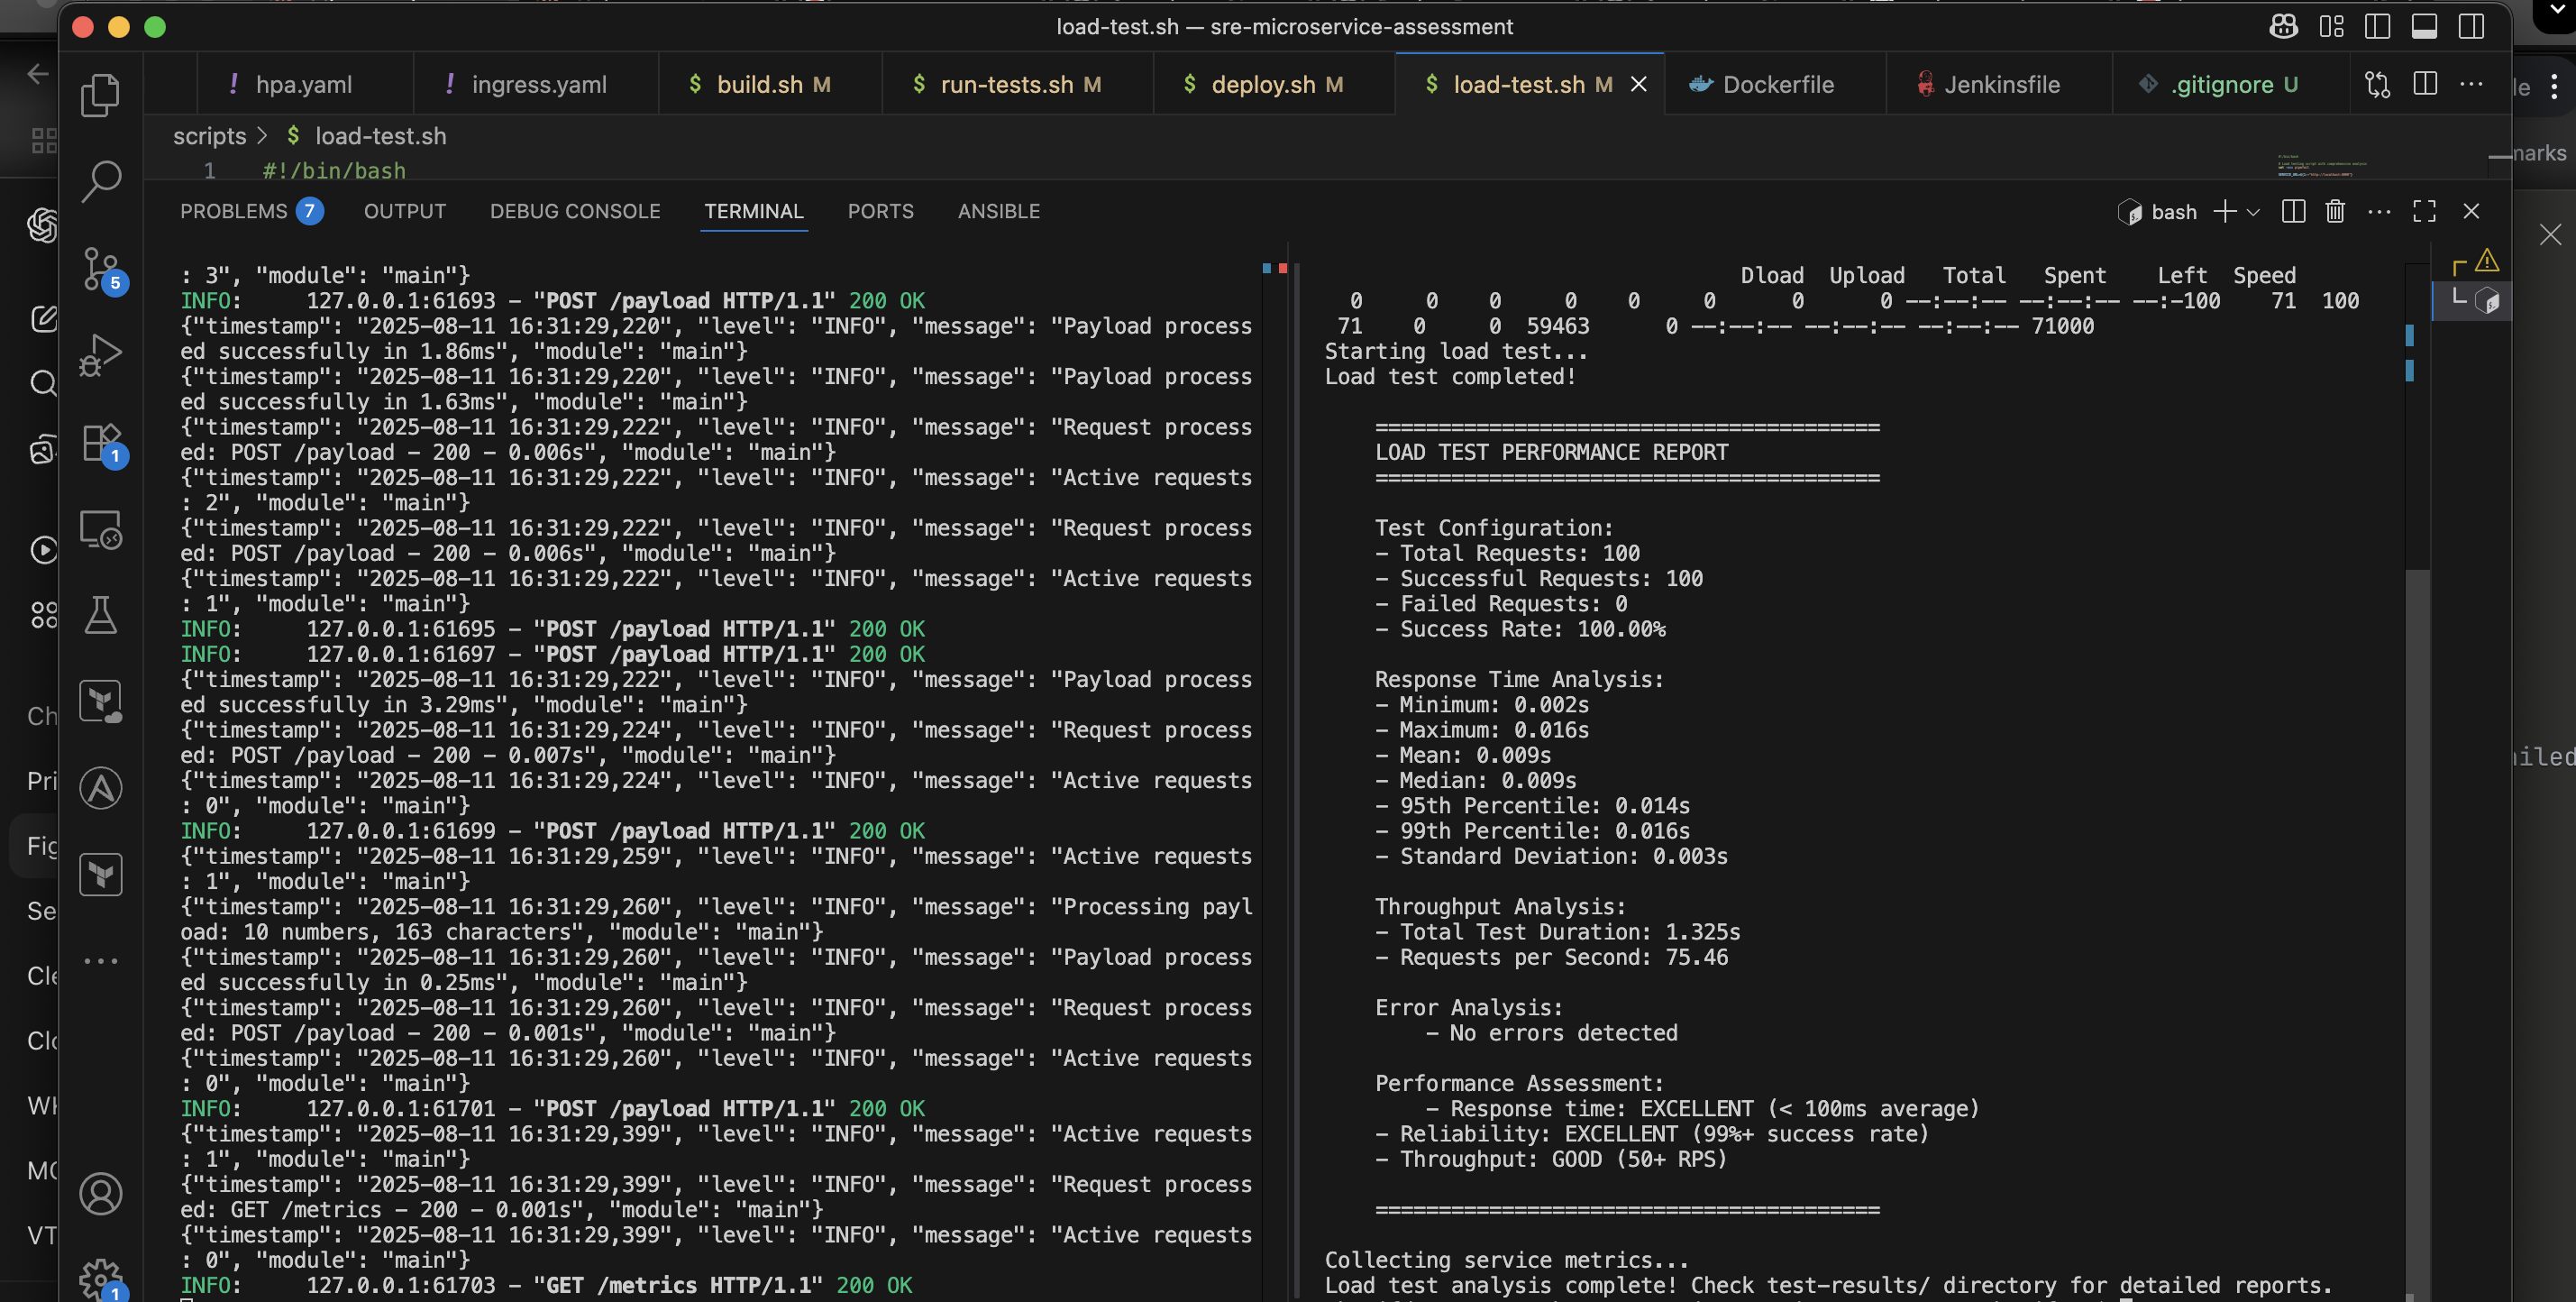 load-test.sh — sre-microservice-assessment
! hpa.yaml
! ingress.yaml
$ build.sh M
$ run-tests.sh M
$ deploy.sh M
$ load-test.sh M
Dockerfile
Jenkinsfile
.gitignore U
scripts > $ load-test.sh
1 #!/bin/bash
PROBLEMS 7 OUTPUT DEBUG CONSOLE TERMINAL PORTS ANSIBLE
bash
: 3", "module": "main"}
INFO:     127.0.0.1:61693 - "POST /payload HTTP/1.1" 200 OK
{"timestamp": "2025-08-11 16:31:29,220", "level": "INFO", "message": "Payload process
ed successfully in 1.86ms", "module": "main"}
{"timestamp": "2025-08-11 16:31:29,220", "level": "INFO", "message": "Payload process
ed successfully in 1.63ms", "module": "main"}
{"timestamp": "2025-08-11 16:31:29,222", "level": "INFO", "message": "Request process
ed: POST /payload - 200 - 0.006s", "module": "main"}
{"timestamp": "2025-08-11 16:31:29,222", "level": "INFO", "message": "Active requests
: 2", "module": "main"}
{"timestamp": "2025-08-11 16:31:29,222", "level": "INFO", "message": "Request process
ed: POST /payload - 200 - 0.006s", "module": "main"}
{"timestamp": "2025-08-11 16:31:29,222", "level": "INFO", "message": "Active requests
: 1", "module": "main"}
INFO:     127.0.0.1:61695 - "POST /payload HTTP/1.1" 200 OK
INFO:     127.0.0.1:61697 - "POST /payload HTTP/1.1" 200 OK
{"timestamp": "2025-08-11 16:31:29,222", "level": "INFO", "message": "Payload process
ed successfully in 3.29ms", "module": "main"}
{"timestamp": "2025-08-11 16:31:29,224", "level": "INFO", "message": "Request process
ed: POST /payload - 200 - 0.007s", "module": "main"}
{"timestamp": "2025-08-11 16:31:29,224", "level": "INFO", "message": "Active requests
: 0", "module": "main"}
INFO:     127.0.0.1:61699 - "POST /payload HTTP/1.1" 200 OK
{"timestamp": "2025-08-11 16:31:29,259", "level": "INFO", "message": "Active requests
: 1", "module": "main"}
{"timestamp": "2025-08-11 16:31:29,260", "level": "INFO", "message": "Processing payl
oad: 10 numbers, 163 characters", "module": "main"}
{"timestamp": "2025-08-11 16:31:29,260", "level": "INFO", "message": "Payload process
ed successfully in 0.25ms", "module": "main"}
{"timestamp": "2025-08-11 16:31:29,260", "level": "INFO", "message": "Request process
ed: POST /payload - 200 - 0.001s", "module": "main"}
{"timestamp": "2025-08-11 16:31:29,260", "level": "INFO", "message": "Active requests
: 0", "module": "main"}
INFO:     127.0.0.1:61701 - "POST /payload HTTP/1.1" 200 OK
{"timestamp": "2025-08-11 16:31:29,399", "level": "INFO", "message": "Active requests
: 1", "module": "main"}
{"timestamp": "2025-08-11 16:31:29,399", "level": "INFO", "message": "Request process
ed: GET /metrics - 200 - 0.001s", "module": "main"}
{"timestamp": "2025-08-11 16:31:29,399", "level": "INFO", "message": "Active requests
: 0", "module": "main"}
INFO:     127.0.0.1:61703 - "GET /metrics HTTP/1.1" 200 OK
Dload  Upload   Total   Spent    Left  Speed
0     0    0     0    0     0      0      0 --:--:-- --:--:-- --:-100    71  100
71    0     0  59463      0 --:--:-- --:--:-- --:--:-- 71000
Starting load test...
Load test completed!
========================================
LOAD TEST PERFORMANCE REPORT
========================================
Test Configuration:
- Total Requests: 100
- Successful Requests: 100
- Failed Requests: 0
- Success Rate: 100.00%
Response Time Analysis:
- Minimum: 0.002s
- Maximum: 0.016s
- Mean: 0.009s
- Median: 0.009s
- 95th Percentile: 0.014s
- 99th Percentile: 0.016s
- Standard Deviation: 0.003s
Throughput Analysis:
- Total Test Duration: 1.325s
- Requests per Second: 75.46
Error Analysis:
- No errors detected
Performance Assessment:
- Response time: EXCELLENT (< 100ms average)
- Reliability: EXCELLENT (99%+ success rate)
- Throughput: GOOD (50+ RPS)
========================================
Collecting service metrics...
Load test analysis complete! Check test-results/ directory for detailed reports.
5
1
1